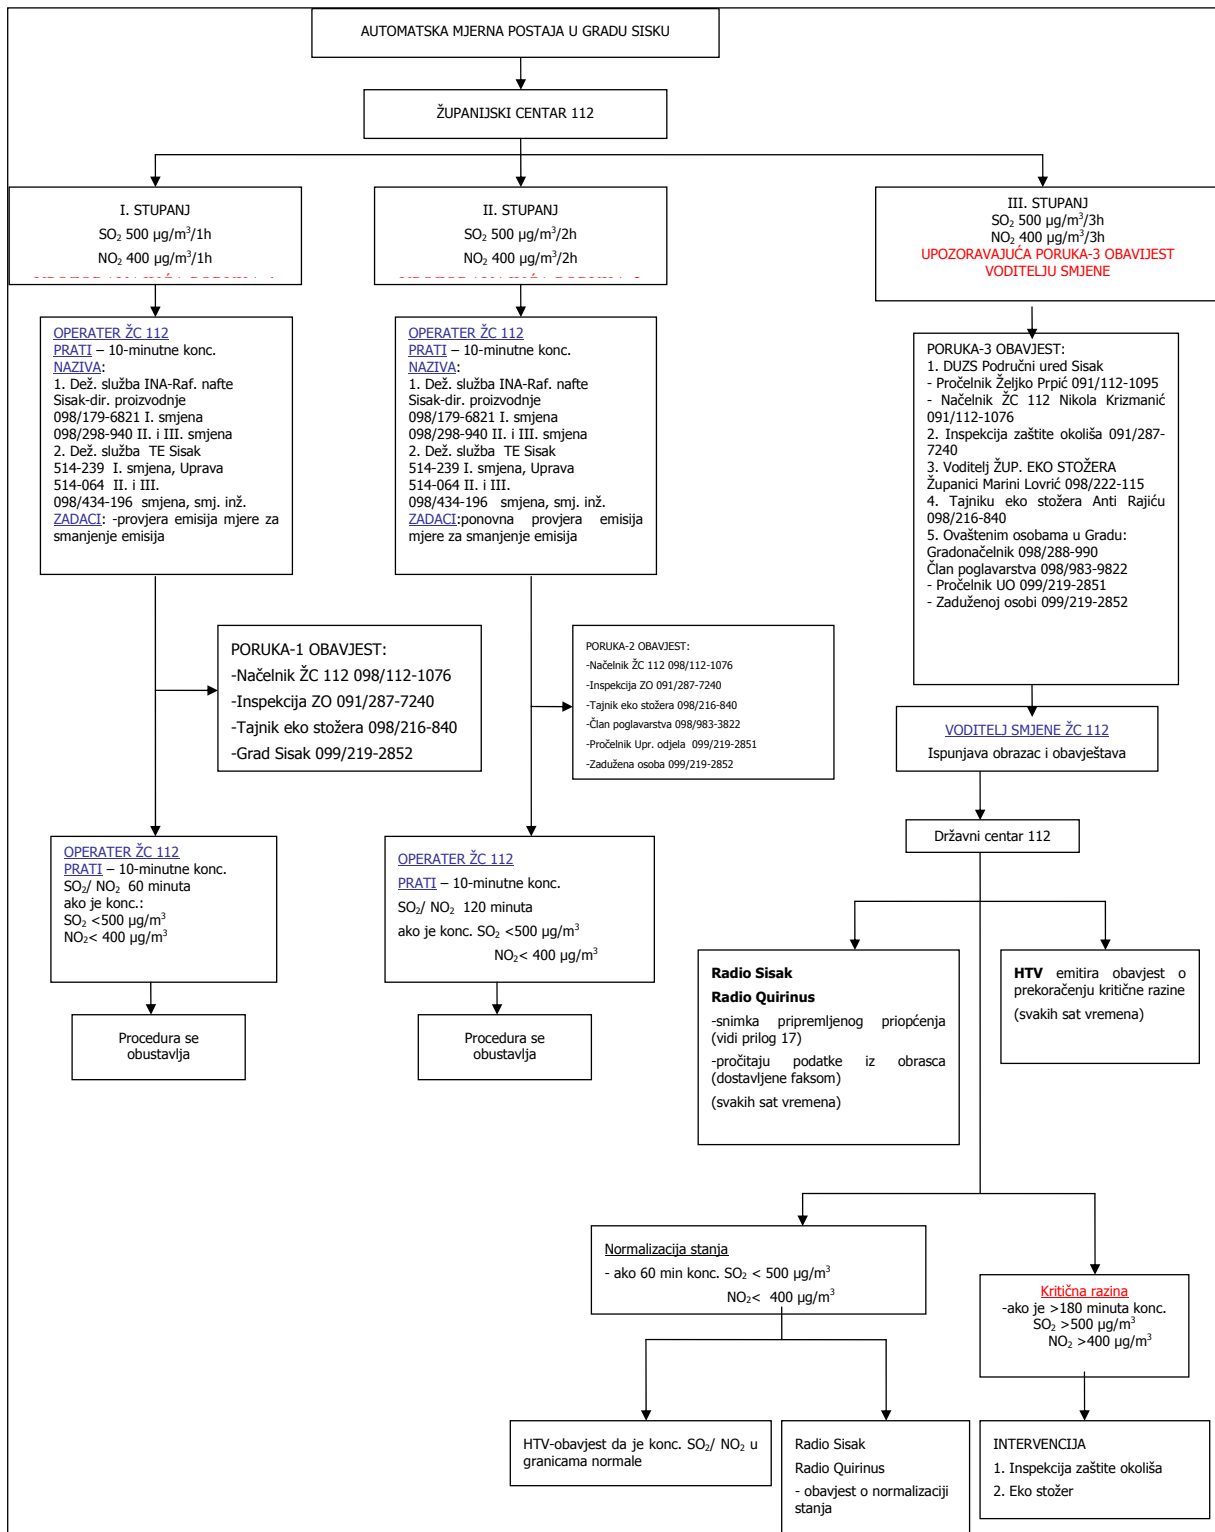 AUTOMATSKA MJERNA POSTAJA U GRADU SISKU
ŽUPANIJSKI CENTAR 112
I. STUPANJ
SO₂ 500 µg/m³/1h
NO₂ 400 µg/m³/1h
II. STUPANJ
SO₂ 500 µg/m³/2h
NO₂ 400 µg/m³/2h
III. STUPANJ
SO₂ 500 µg/m³/3h
NO₂ 400 µg/m³/3h
UPOZORAVAJUĆA PORUKA-3 OBAVIJEST
VODITELJU SMJENE
OPERATER ŽC 112
PRATI – 10-minutne konc.
NAZIVA:
1. Dež. služba INA-Raf. nafte
Sisak-dir. proizvodnje
098/179-6821 I. smjena
098/298-940 II. i III. smjena
2. Dež. služba TE Sisak
514-239 I. smjena, Uprava
514-064 II. i III.
098/434-196 smjena, smj. inž.
ZADACI: -provjera emisija mjere za
smanjenje emisija
OPERATER ŽC 112
PRATI – 10-minutne konc.
NAZIVA:
1. Dež. služba INA-Raf. nafte
Sisak-dir. proizvodnje
098/179-6821 I. smjena
098/298-940 II. i III. smjena
2. Dež. služba TE Sisak
514-239 I. smjena, Uprava
514-064 II. i III.
098/434-196 smjena, smj. inž.
ZADACI:ponovna provjera emisija
mjere za smanjenje emisija
PORUKA-3 OBAVJEST:
1. DUZS Područni ured Sisak
- Pročelnik Željko Prpić 091/112-1095
- Načelnik ŽC 112 Nikola Krizmanić
091/112-1076
2. Inspekcija zaštite okoliša 091/287-
7240
3. Voditelj ŽUP. EKO STOŽERA
Županici Marini Lovrić 098/222-115
4. Tajniku eko stožera Anti Rajiću
098/216-840
5. Ovaštenim osobama u Gradu:
Gradonačelnik 098/288-990
Član poglavarstva 098/983-9822
- Pročelnik UO 099/219-2851
- Zaduženoj osobi 099/219-2852
PORUKA-1 OBAVJEST:
-Načelnik ŽC 112 098/112-1076
-Inspekcija ZO 091/287-7240
-Tajnik eko stožera 098/216-840
-Grad Sisak 099/219-2852
PORUKA-2 OBAVJEST:
-Načelnik ŽC 112 098/112-1076
-Inspekcija ZO 091/287-7240
-Tajnik eko stožera 098/216-840
-Član poglavarstva 098/983-3822
-Pročelnik Upr. odjela 099/219-2851
-Zadužena osoba 099/219-2852
VODITELJ SMJENE ŽC 112
Ispunjava obrazac i obavještava
Državni centar 112
OPERATER ŽC 112
PRATI – 10-minutne konc.
SO₂/ NO₂ 60 minuta
ako je konc.:
SO₂ <500 µg/m³
NO₂< 400 µg/m³
OPERATER ŽC 112
PRATI – 10-minutne konc.
SO₂/ NO₂ 120 minuta
ako je konc. SO₂ <500 µg/m³
NO₂< 400 µg/m³
Procedura se
obustavlja
Procedura se
obustavlja
Radio Sisak
Radio Quirinus
-snimka pripremljenog priopćenja
(vidi prilog 17)
-pročitaju podatke iz obrasca
(dostavljene faksom)
(svakih sat vremena)
HTV emitira obavjest o
prekoračenju kritične razine
(svakih sat vremena)
Normalizacija stanja
- ako 60 min konc. SO₂ < 500 µg/m³
NO₂< 400 µg/m³
Kritična razina
-ako je >180 minuta konc.
SO₂ >500 µg/m³
NO₂ >400 µg/m³
HTV-obavjest da je konc. SO₂/ NO₂ u
granicama normale
Radio Sisak
Radio Quirinus
- obavjest o normalizaciji
stanja
INTERVENCIJA
1. Inspekcija zaštite okoliša
2. Eko stožer